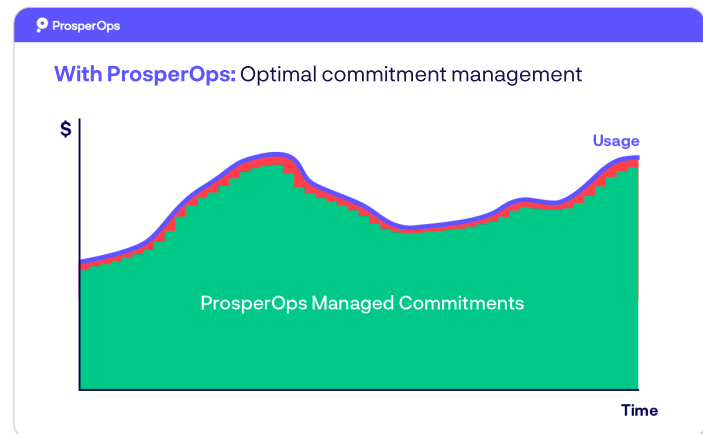 ProsperOps
With ProsperOps: Optimal commitment management
$
Usage
ProsperOps Managed Commitments
Time